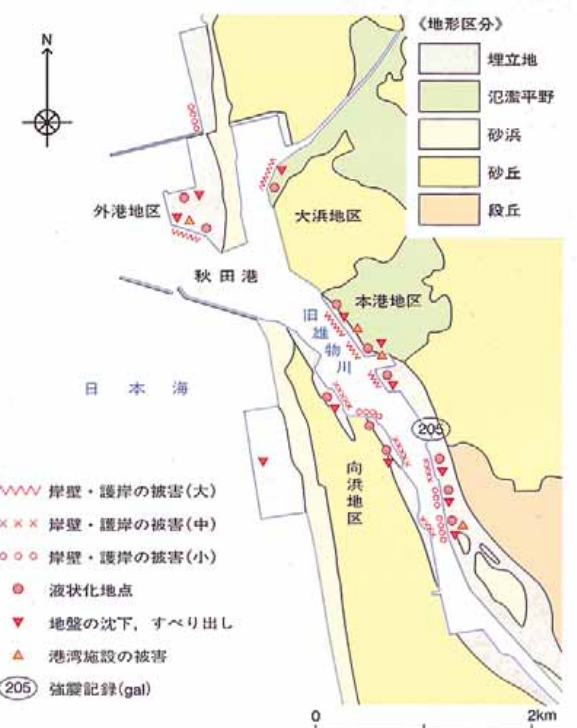 N
《地形区分》
埋立地
氾濫平野
砂浜
砂丘
段丘
外港地区
大浜地区
秋田港
本港地区
旧雄物川
日本海
205
向浜地区
岸壁・護岸の被害(大)
岸壁・護岸の被害(中)
岸壁・護岸の被害(小)
液状化地点
地盤の沈下，すべり出し
港湾施設の被害
205 強震記録(gal)
0 2km